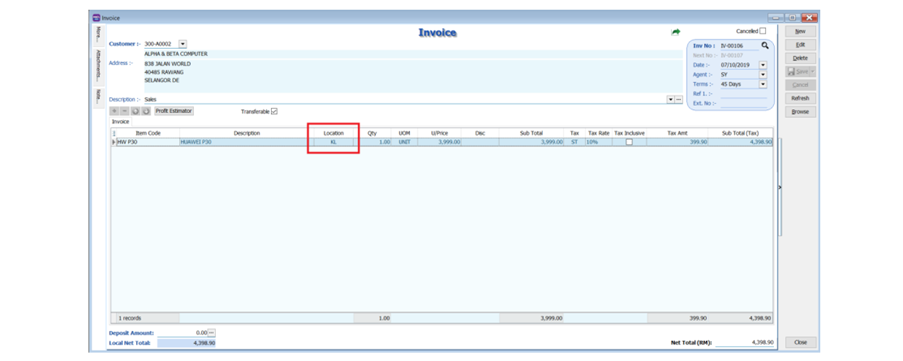 Invoice
More...
Attachments...
Note...
Invoice
Cancelled
Customer :- 300-A0002
ALPHA & BETA COMPUTER
Address :- 838 JALAN WORLD
40485 RAWANG
SELANGOR DE
Inv No : IV-00106
Next No : IV-00107
Date :- 07/10/2019
Agent :- SY
Terms :- 45 Days
Ref 1. :-
Ext. No :-
Description :- Sales
Profit Estimator Transferable
Invoice
Item Code Description Location Qty UOM U/Price Disc Sub Total Tax Tax Rate Tax Inclusive Tax Amt Sub Total (Tax)
HW P30 HUAWEI P30 KL 1.00 UNIT 3,999.00 3,999.00 ST 10% 399.90 4,398.90
1 records 1.00 3,999.00 399.90 4,398.90
Deposit Amount: 0.00
Local Net Total: 4,398.90
Net Total (RM): 4,398.90
New
Edit
Delete
Save
Cancel
Refresh
Browse
Close